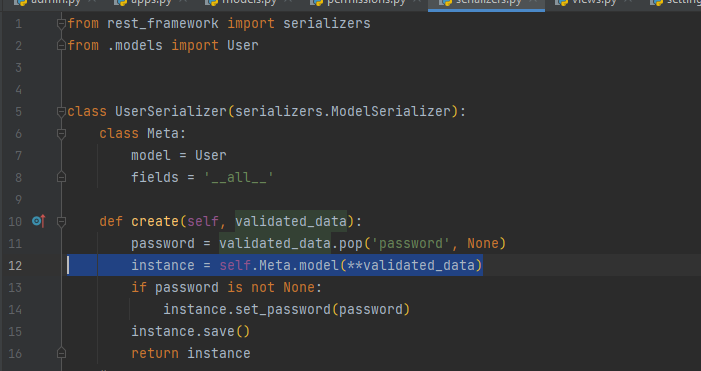 admin.py apps.py models.py permissions.py serializers.py views.py
1 from rest_framework import serializers
2 from .models import User
3
4
5 class UserSerializer(serializers.ModelSerializer):
6 class Meta:
7 model = User
8 fields = '__all__'
9
10 def create(self, validated_data):
11 password = validated_data.pop('password', None)
12 instance = self.Meta.model(**validated_data)
13 if password is not None:
14 instance.set_password(password)
15 instance.save()
16 return instance